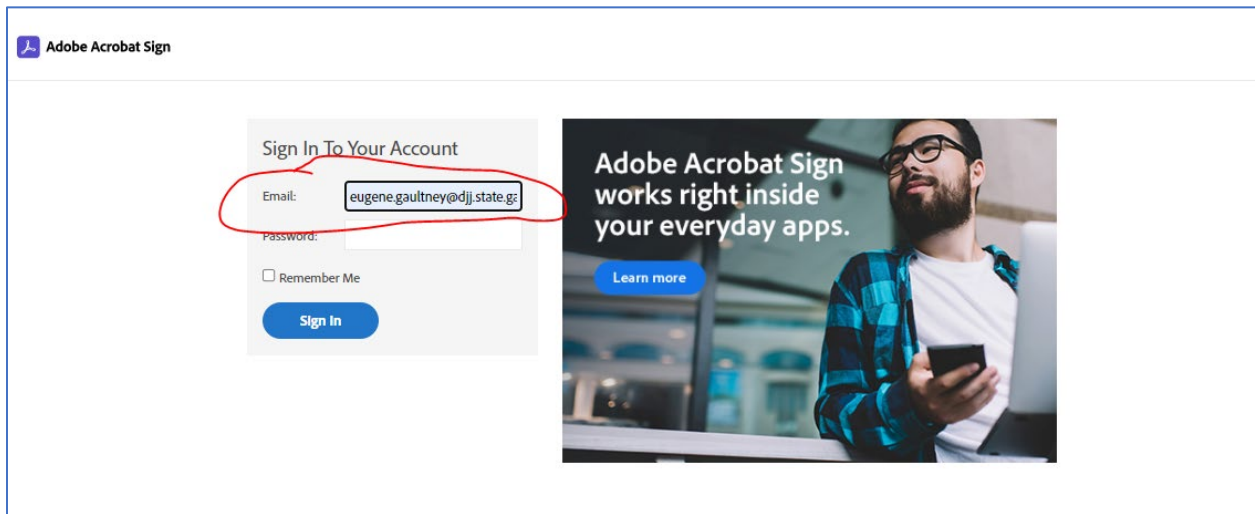 Adobe Acrobat Sign
Sign In To Your Account
Email: eugene.gaultney@djj.state.ga
Password:
Remember Me
Sign In
Adobe Acrobat Sign
works right inside
your everyday apps.
Learn more